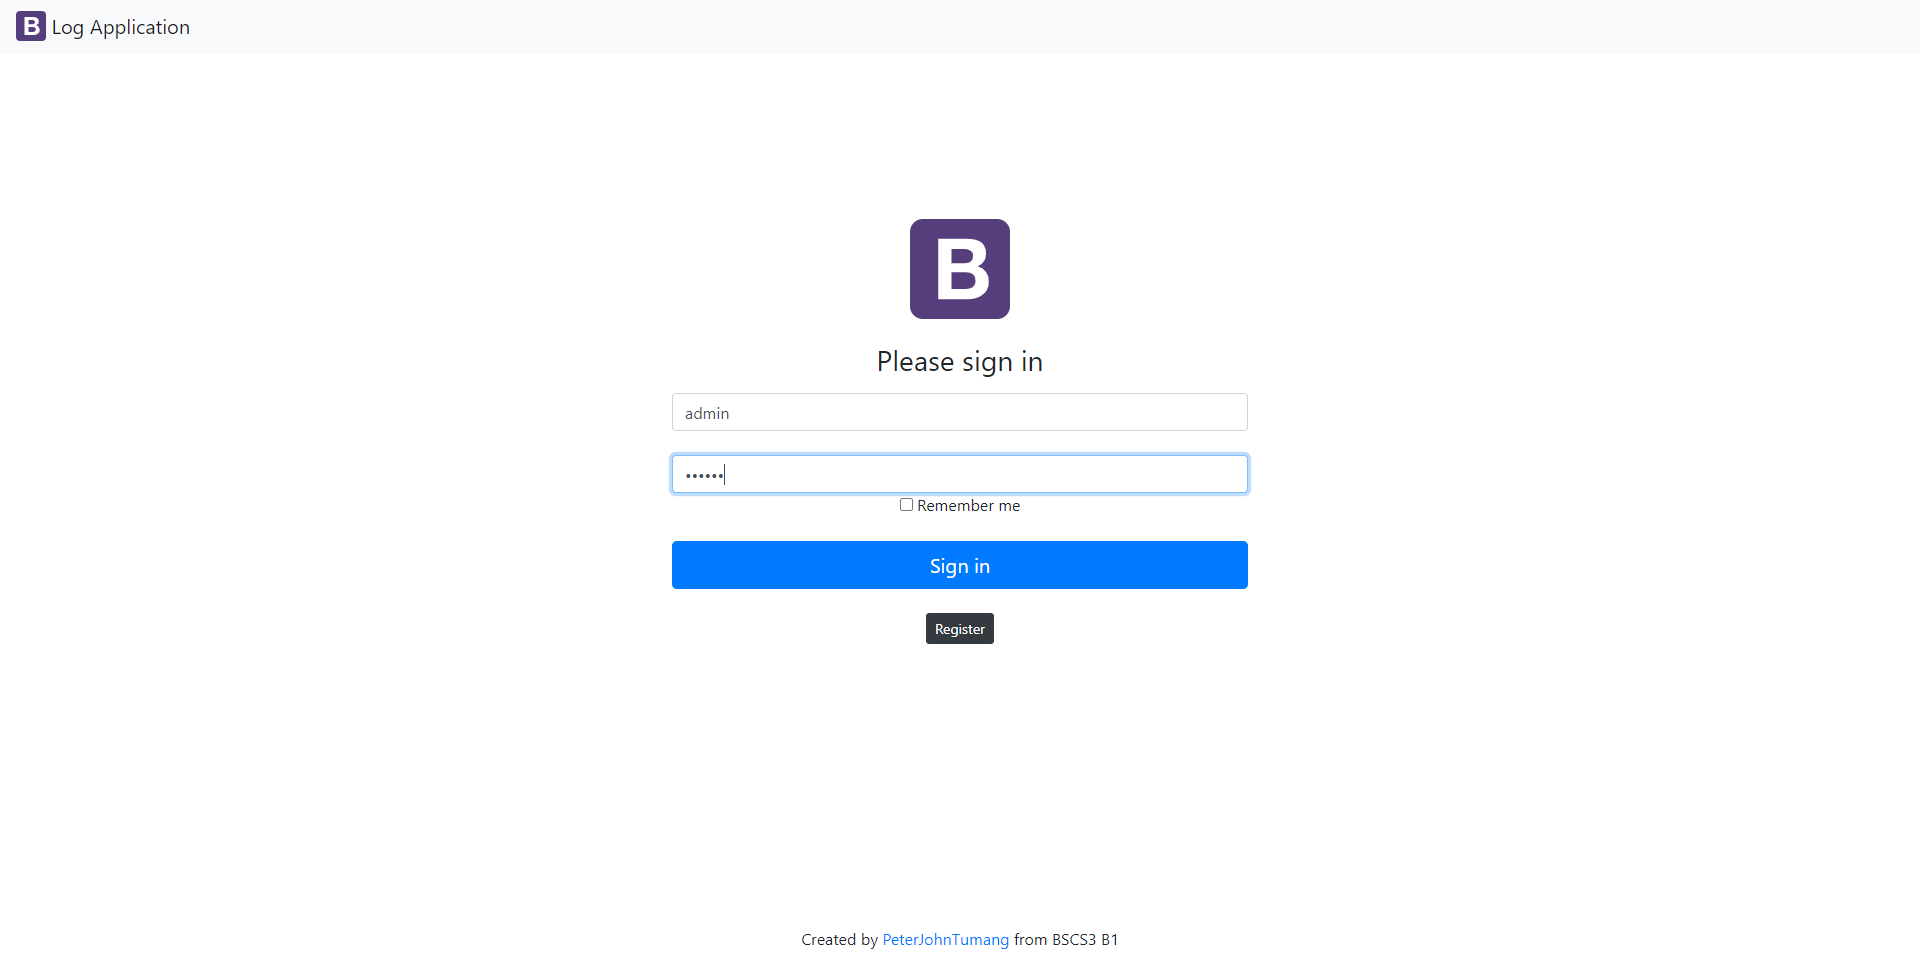 B Log Application
B
Please sign in
admin
••••••
Remember me
Sign in
Register
Created by PeterJohnTumang from BSCS3 B1